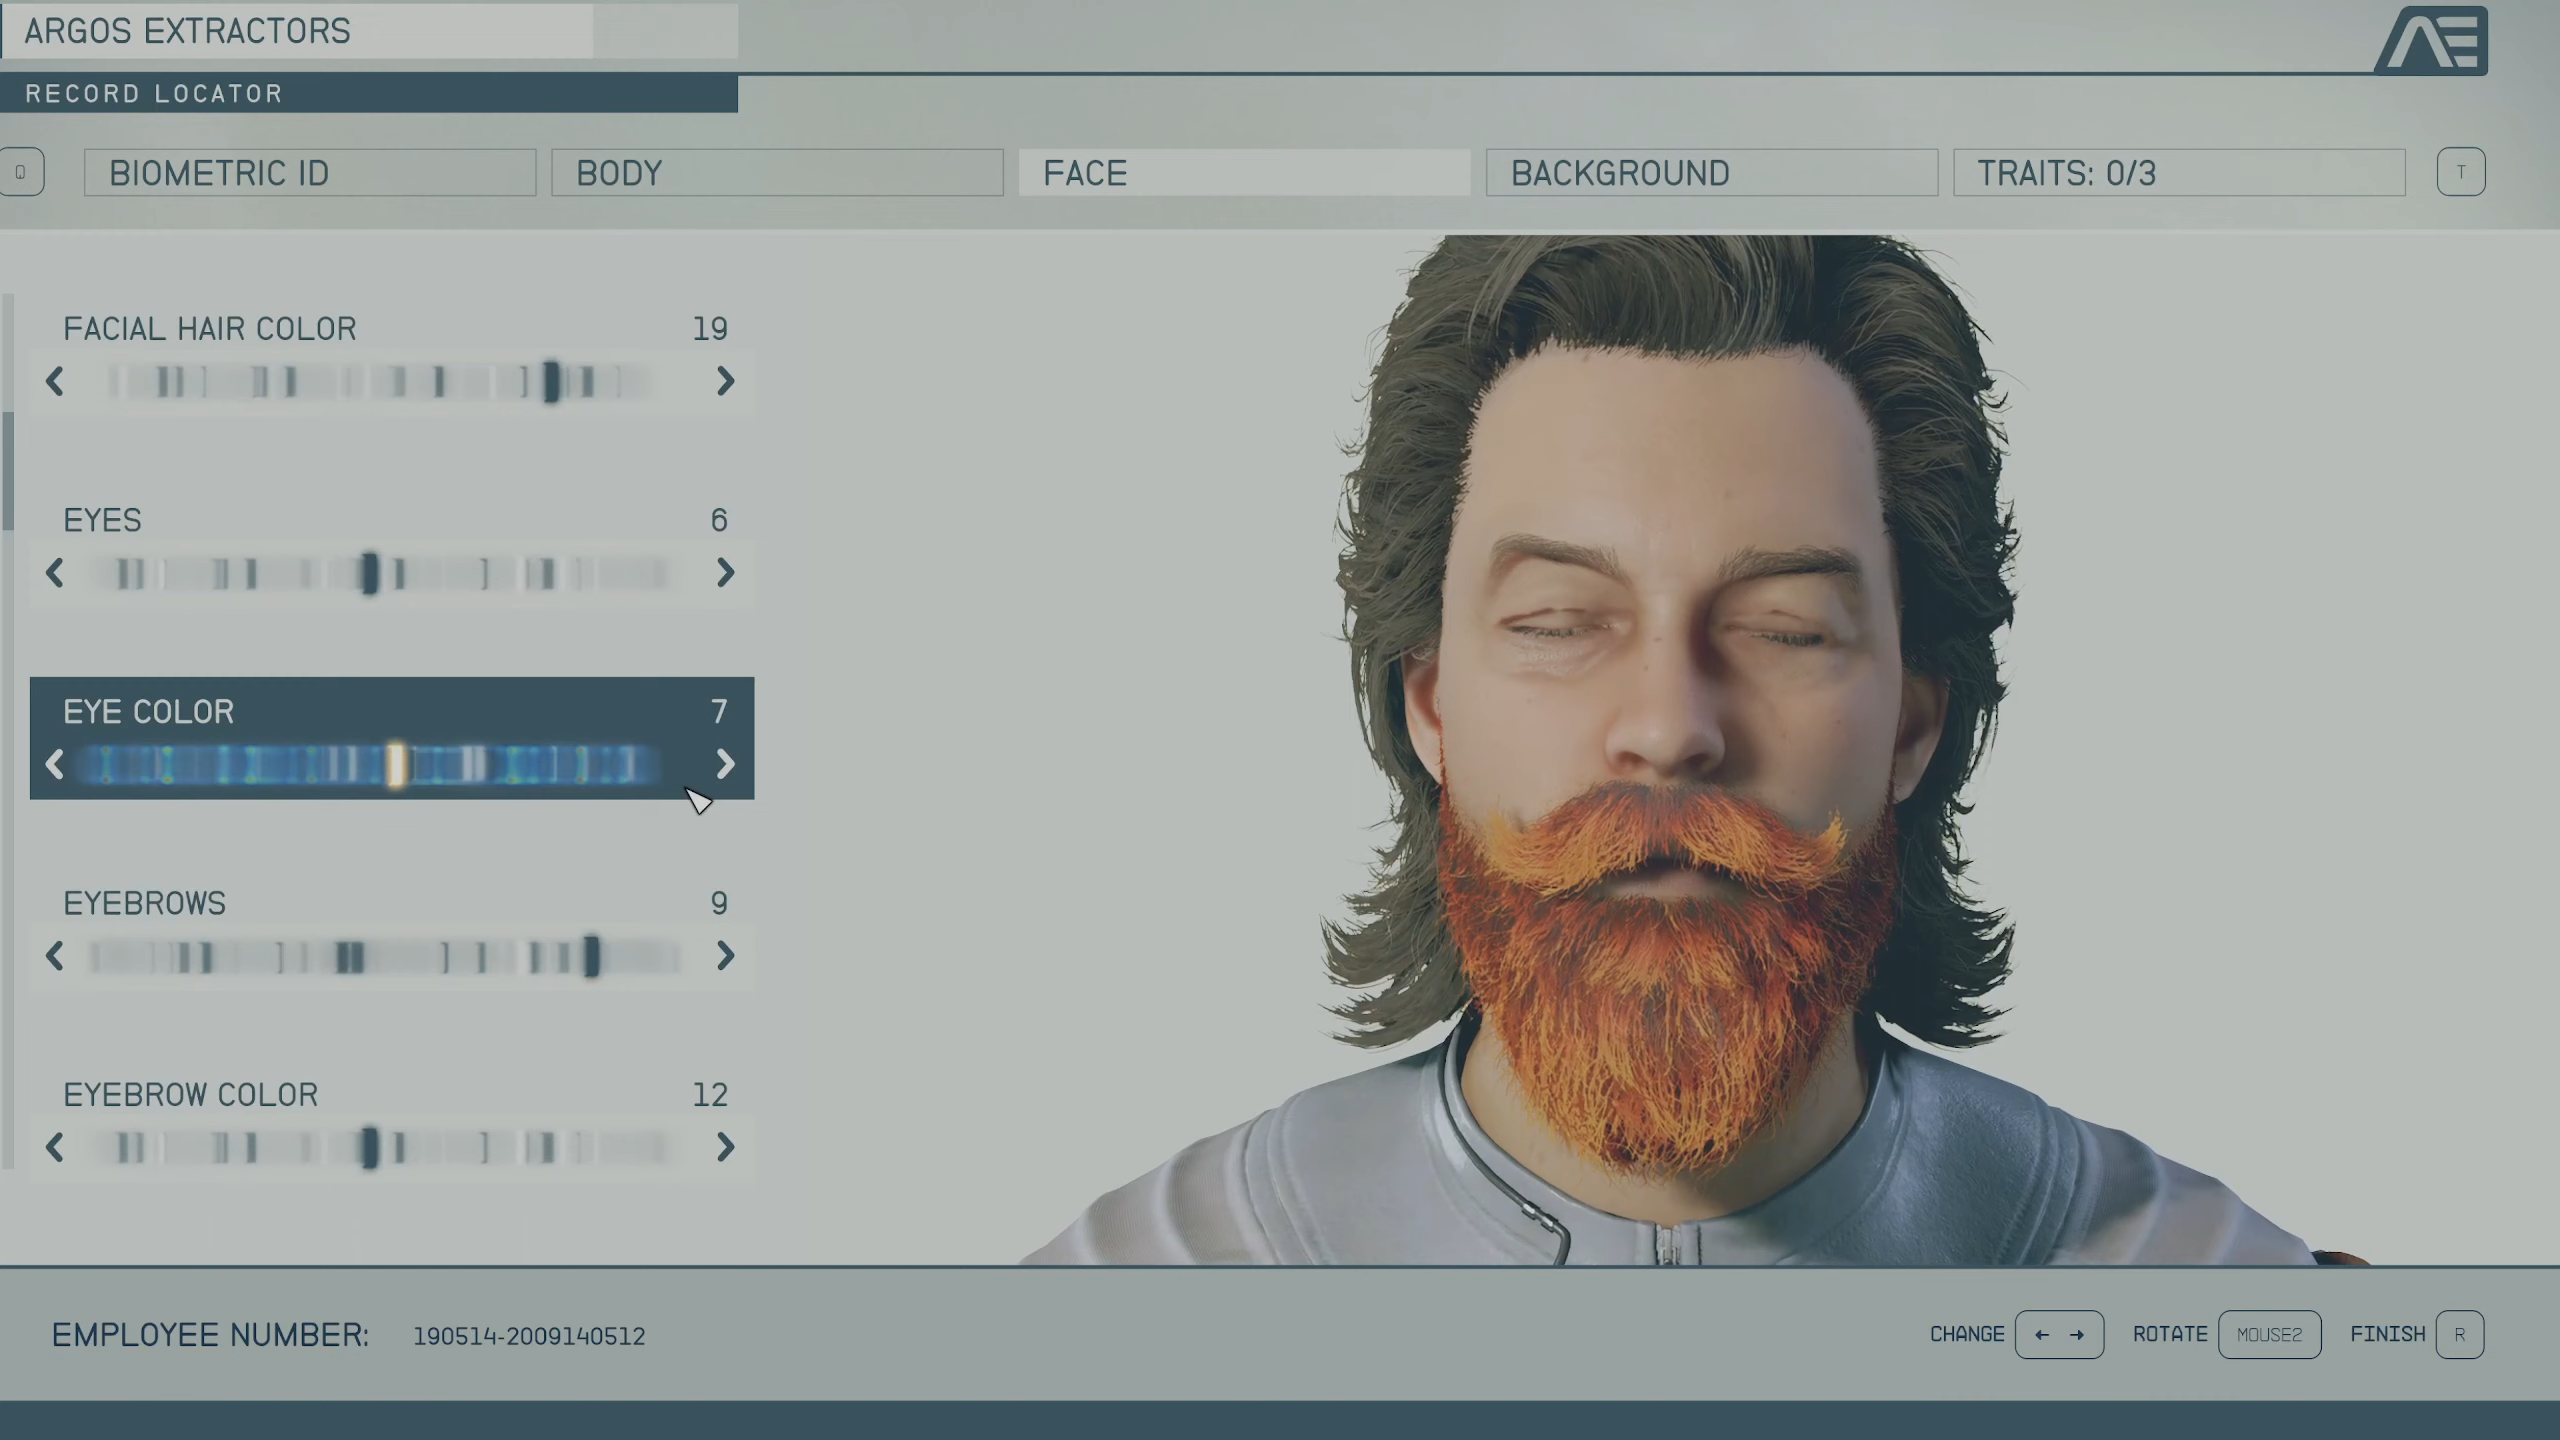 ARGOS EXTRACTORS
AE
RECORD LOCATOR
Q BIOMETRIC ID BODY FACE BACKGROUND TRAITS: 0/3 T
FACIAL HAIR COLOR 19
EYES 6
EYE COLOR 7
EYEBROWS 9
EYEBROW COLOR 12
EMPLOYEE NUMBER: 190514-2009140512
CHANGE ← → ROTATE MOUSE2 FINISH R